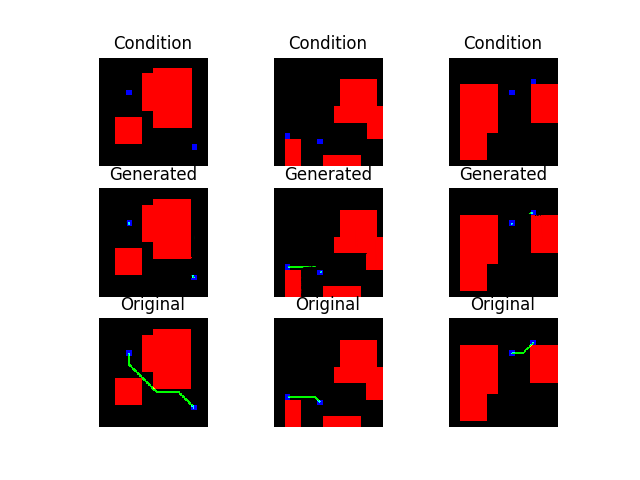 Condition Condition Condition
Generated Generated Generated
Original Original Original